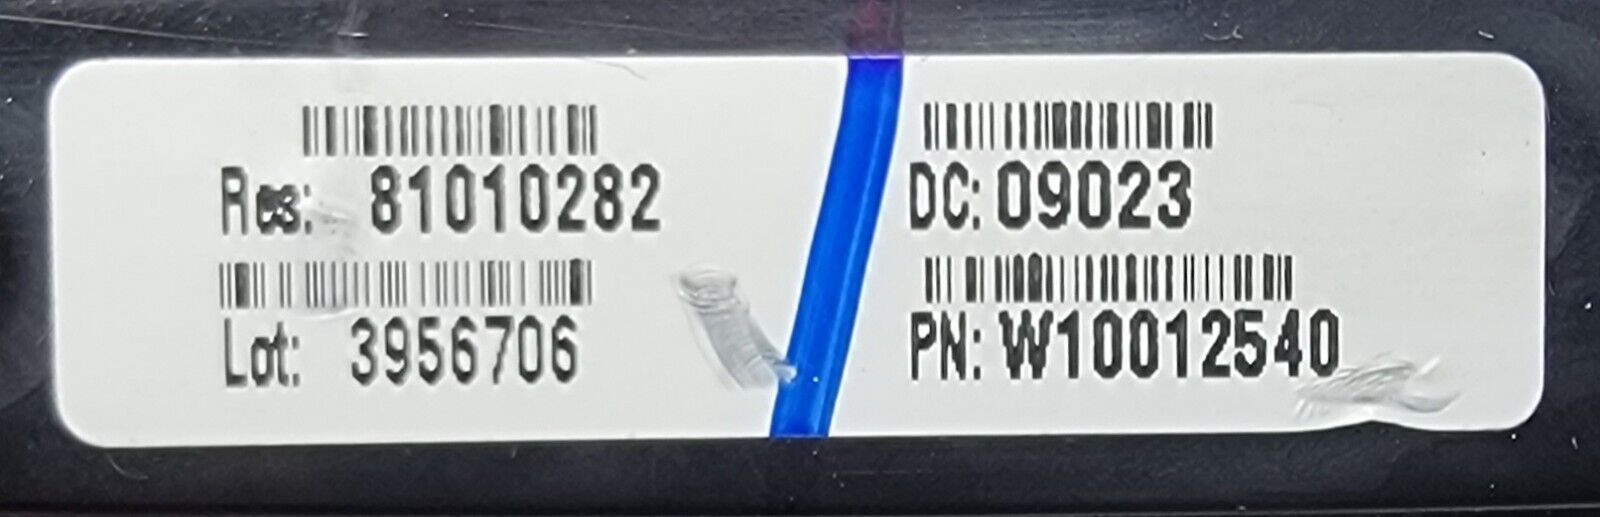 Res: 81010282
DC: 09023
Lot: 3956706
PN: W10012540